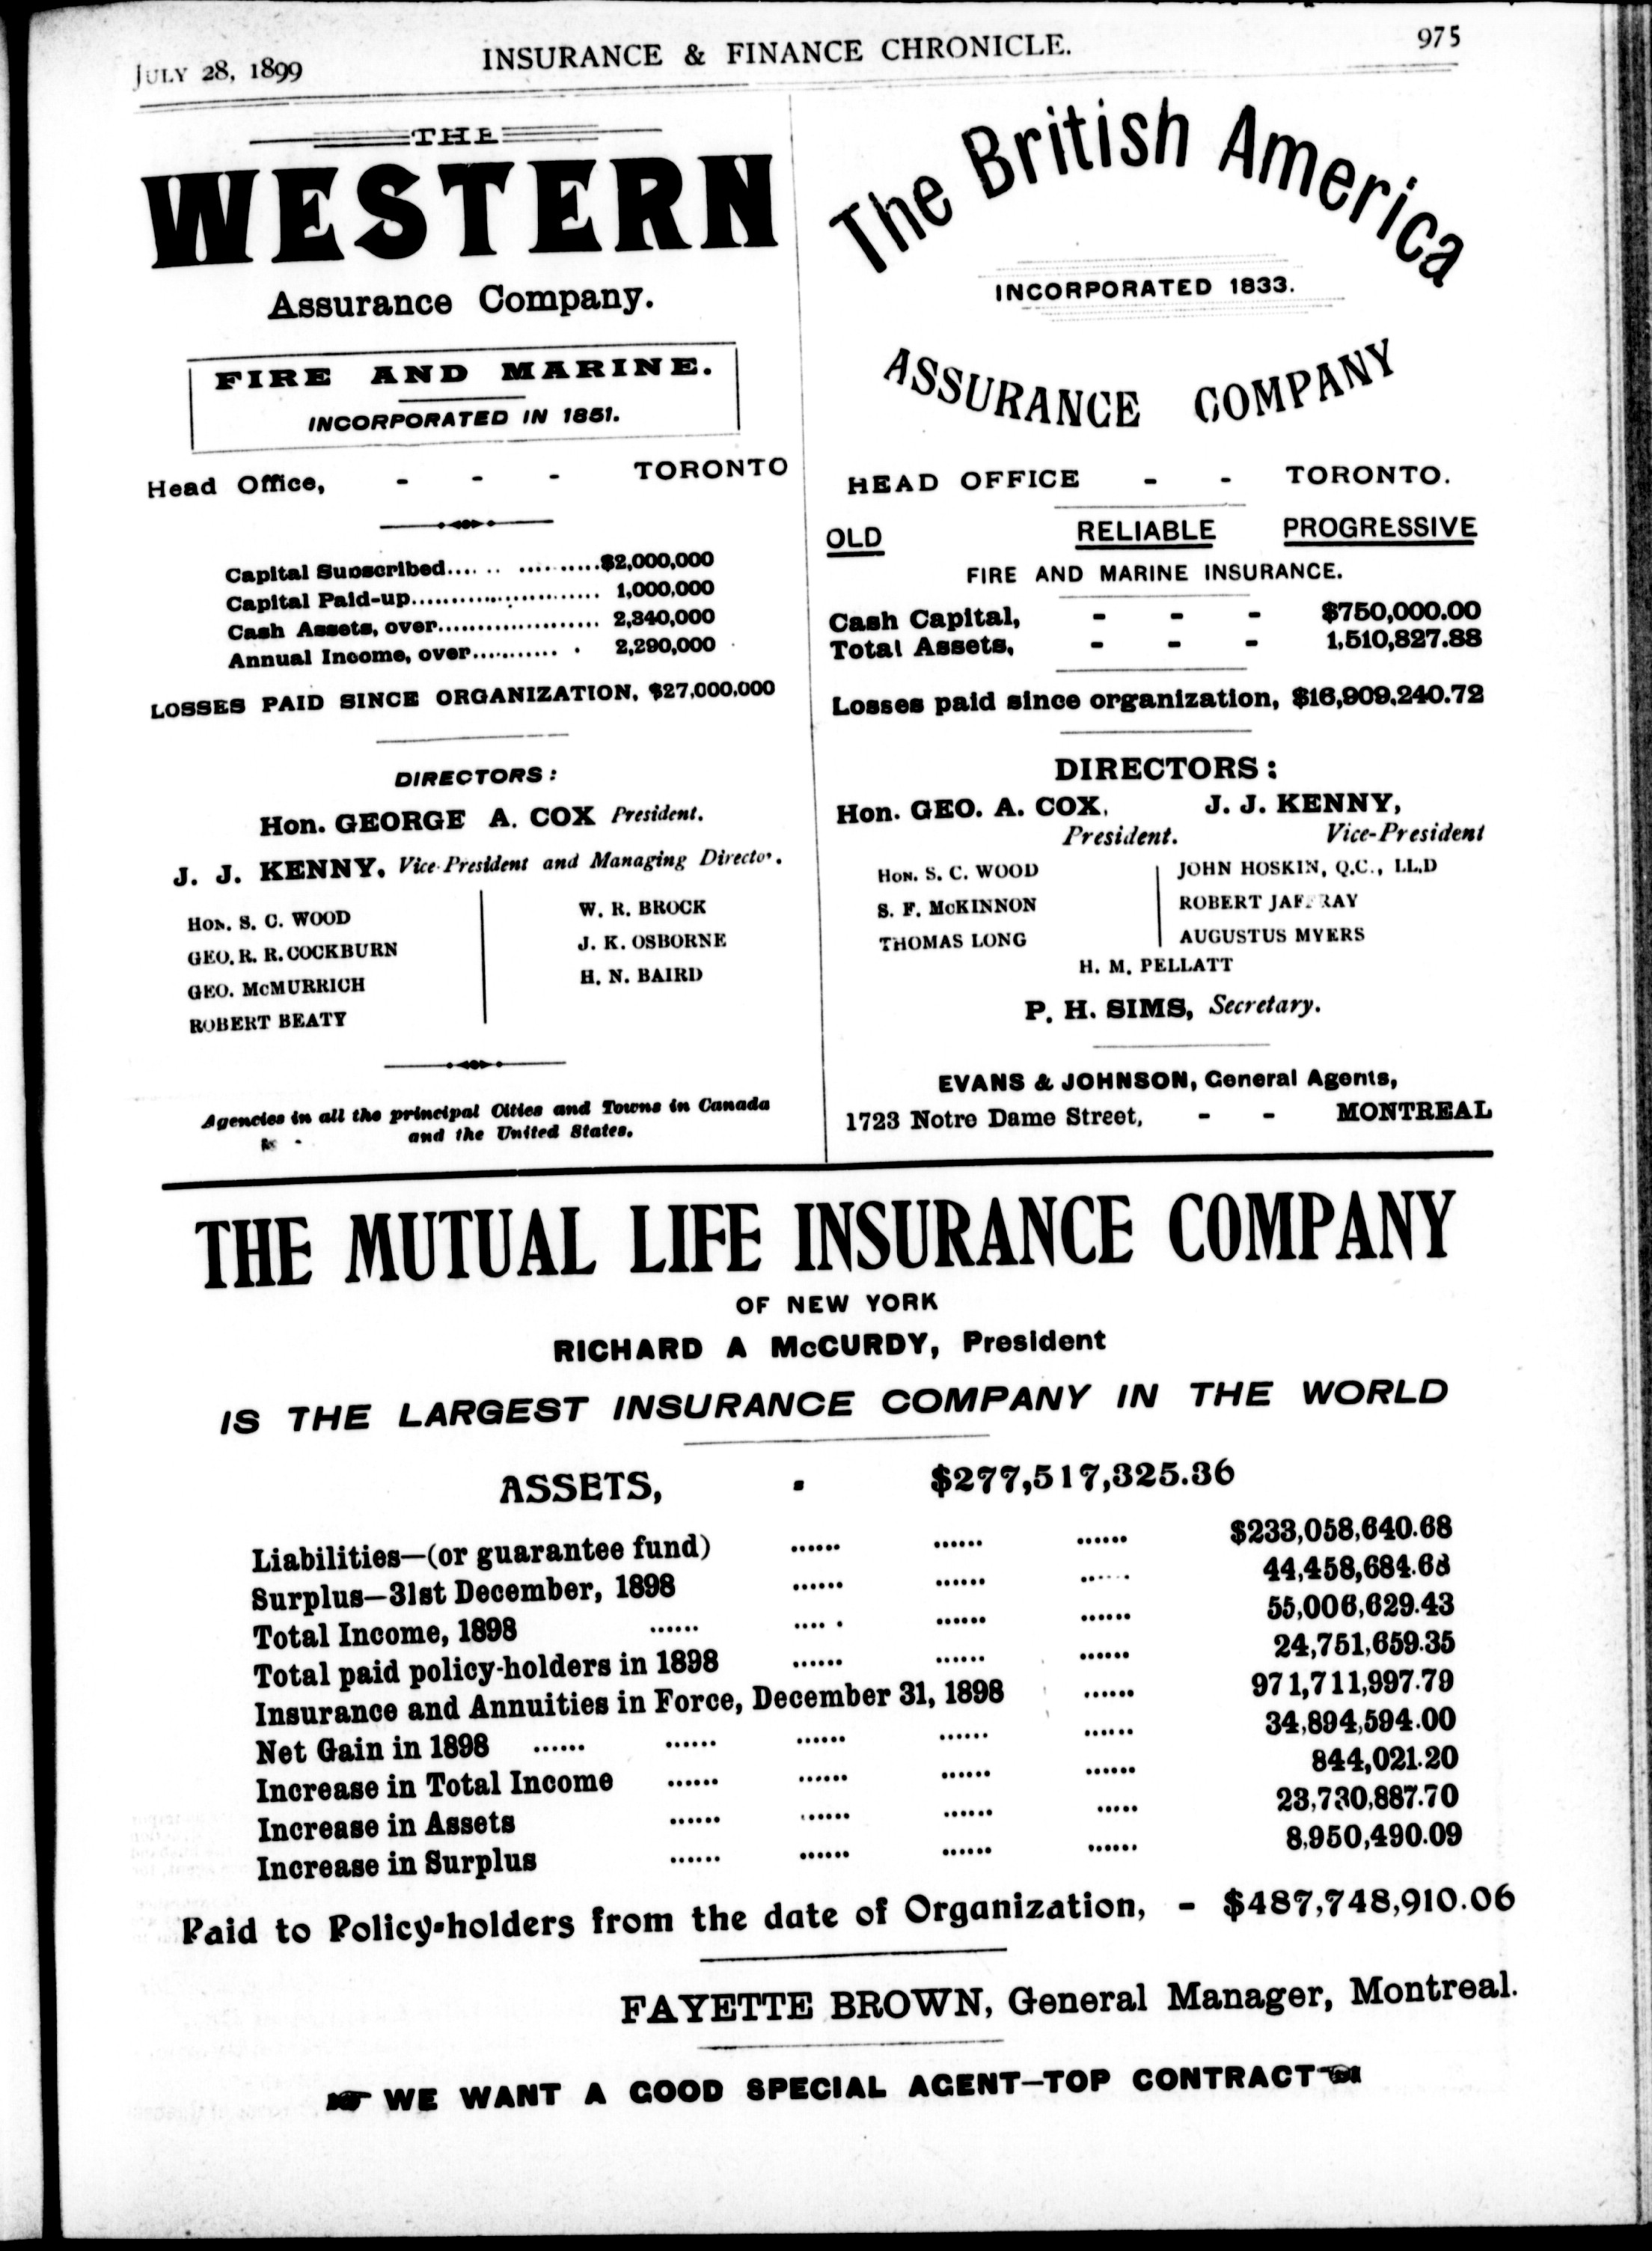 JULY 28, 1899
INSURANCE & FINANCE CHRONICLE.
975
THE
WESTERN
Assurance Company.
FIRE AND MARINE.
INCORPORATED IN 1851.
Head Office, - - - TORONTO
Capital Subscribed... .. .... .....$2,000,000
Capital Paid-up........................ 1,000,000
Cash Assets, over.................... 2,340,000
Annual Income, over........... . 2,290,000
LOSSES PAID SINCE ORGANIZATION, $27,000,000
DIRECTORS:
Hon. GEORGE A. COX President.
J. J. KENNY, Vice-President and Managing Director.
HON. S. C. WOOD
GEO. R. R. COCKBURN
GEO. McMURRICH
ROBERT BEATY
W. R. BROCK
J. K. OSBORNE
H. N. BAIRD
Agencies in all the principal Cities and Towns in Canada
and the United States.
The British America
INCORPORATED 1833.
ASSURANCE COMPANY
HEAD OFFICE - - TORONTO.
OLD RELIABLE PROGRESSIVE
FIRE AND MARINE INSURANCE.
Cash Capital, - - - $750,000.00
Total Assets, - - - 1,510,827.88
Losses paid since organization, $16,909,240.72
DIRECTORS:
Hon. GEO. A. COX, J. J. KENNY,
President. Vice-President
HON. S. C. WOOD
S. F. McKINNON
THOMAS LONG
JOHN HOSKIN, Q.C., LL.D
ROBERT JAFFRAY
AUGUSTUS MYERS
H. M. PELLATT
P. H. SIMS, Secretary.
EVANS & JOHNSON, General Agents,
1723 Notre Dame Street, - - MONTREAL
THE MUTUAL LIFE INSURANCE COMPANY
OF NEW YORK
RICHARD A McCURDY, President
IS THE LARGEST INSURANCE COMPANY IN THE WORLD
ASSETS, - $277,517,325.36
Liabilities—(or guarantee fund) ...... ...... ...... $233,058,640.68
Surplus—31st December, 1898 ...... ...... ...... 44,458,684.68
Total Income, 1898 ...... .... . ...... ...... 55,006,629.43
Total paid policy-holders in 1898 ...... ...... ...... 24,751,659.35
Insurance and Annuities in Force, December 31, 1898 ...... 971,711,997.79
Net Gain in 1898 ...... ...... ...... ...... ...... 34,894,594.00
Increase in Total Income ...... ...... ...... ...... 844,021.20
Increase in Assets ...... ...... ...... ..... 23,730,887.70
Increase in Surplus ...... ...... ...... ...... 8,950,490.09
Paid to Policy-holders from the date of Organization, - $487,748,910.06
FAYETTE BROWN, General Manager, Montreal.
☛ WE WANT A GOOD SPECIAL AGENT—TOP CONTRACT ☚